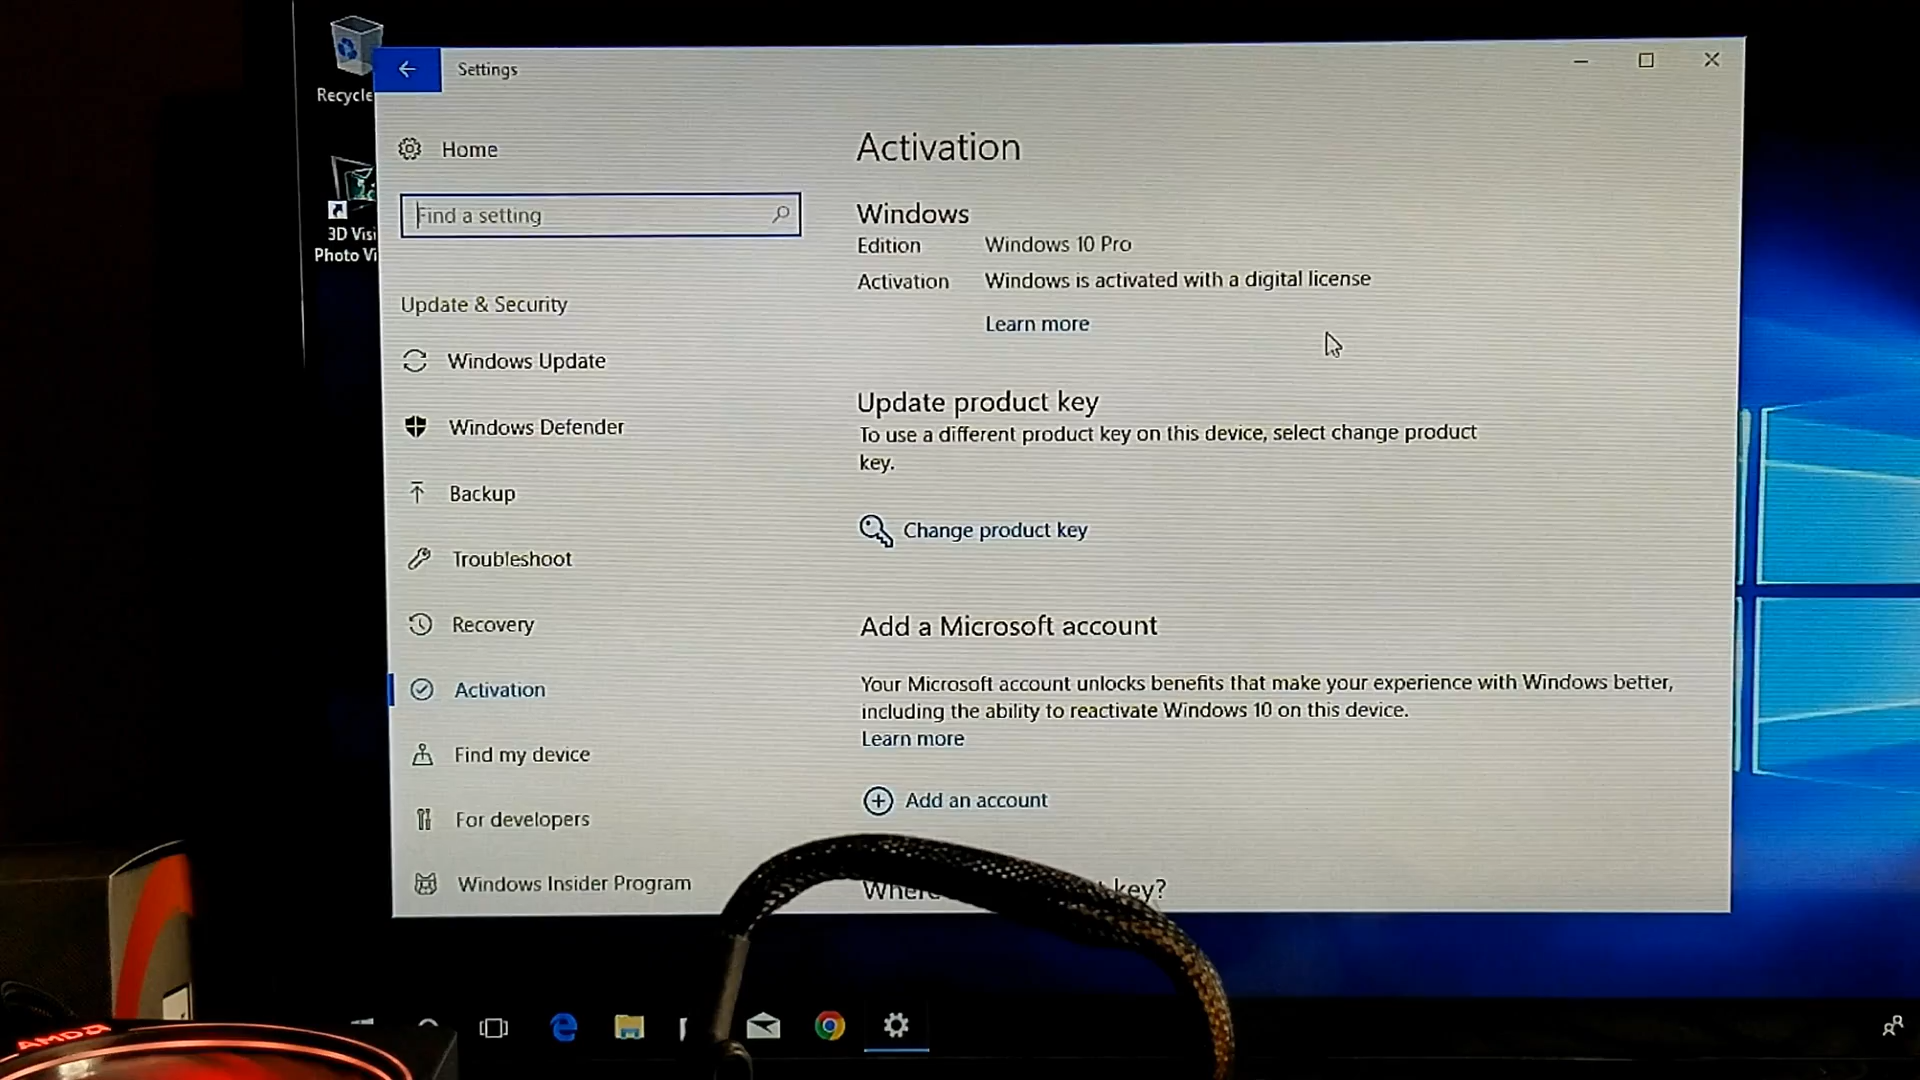 Recycle
3D Visi
Photo Vi
Settings
Home
Find a setting
Update & Security
Windows Update
Windows Defender
Backup
Troubleshoot
Recovery
Activation
Find my device
For developers
Windows Insider Program
Activation
Windows
Edition Windows 10 Pro
Activation Windows is activated with a digital license
Learn more
Update product key
To use a different product key on this device, select change product
key.
Change product key
Add a Microsoft account
Your Microsoft account unlocks benefits that make your experience with Windows better,
including the ability to reactivate Windows 10 on this device.
Learn more
Add an account
Where key?
AMD